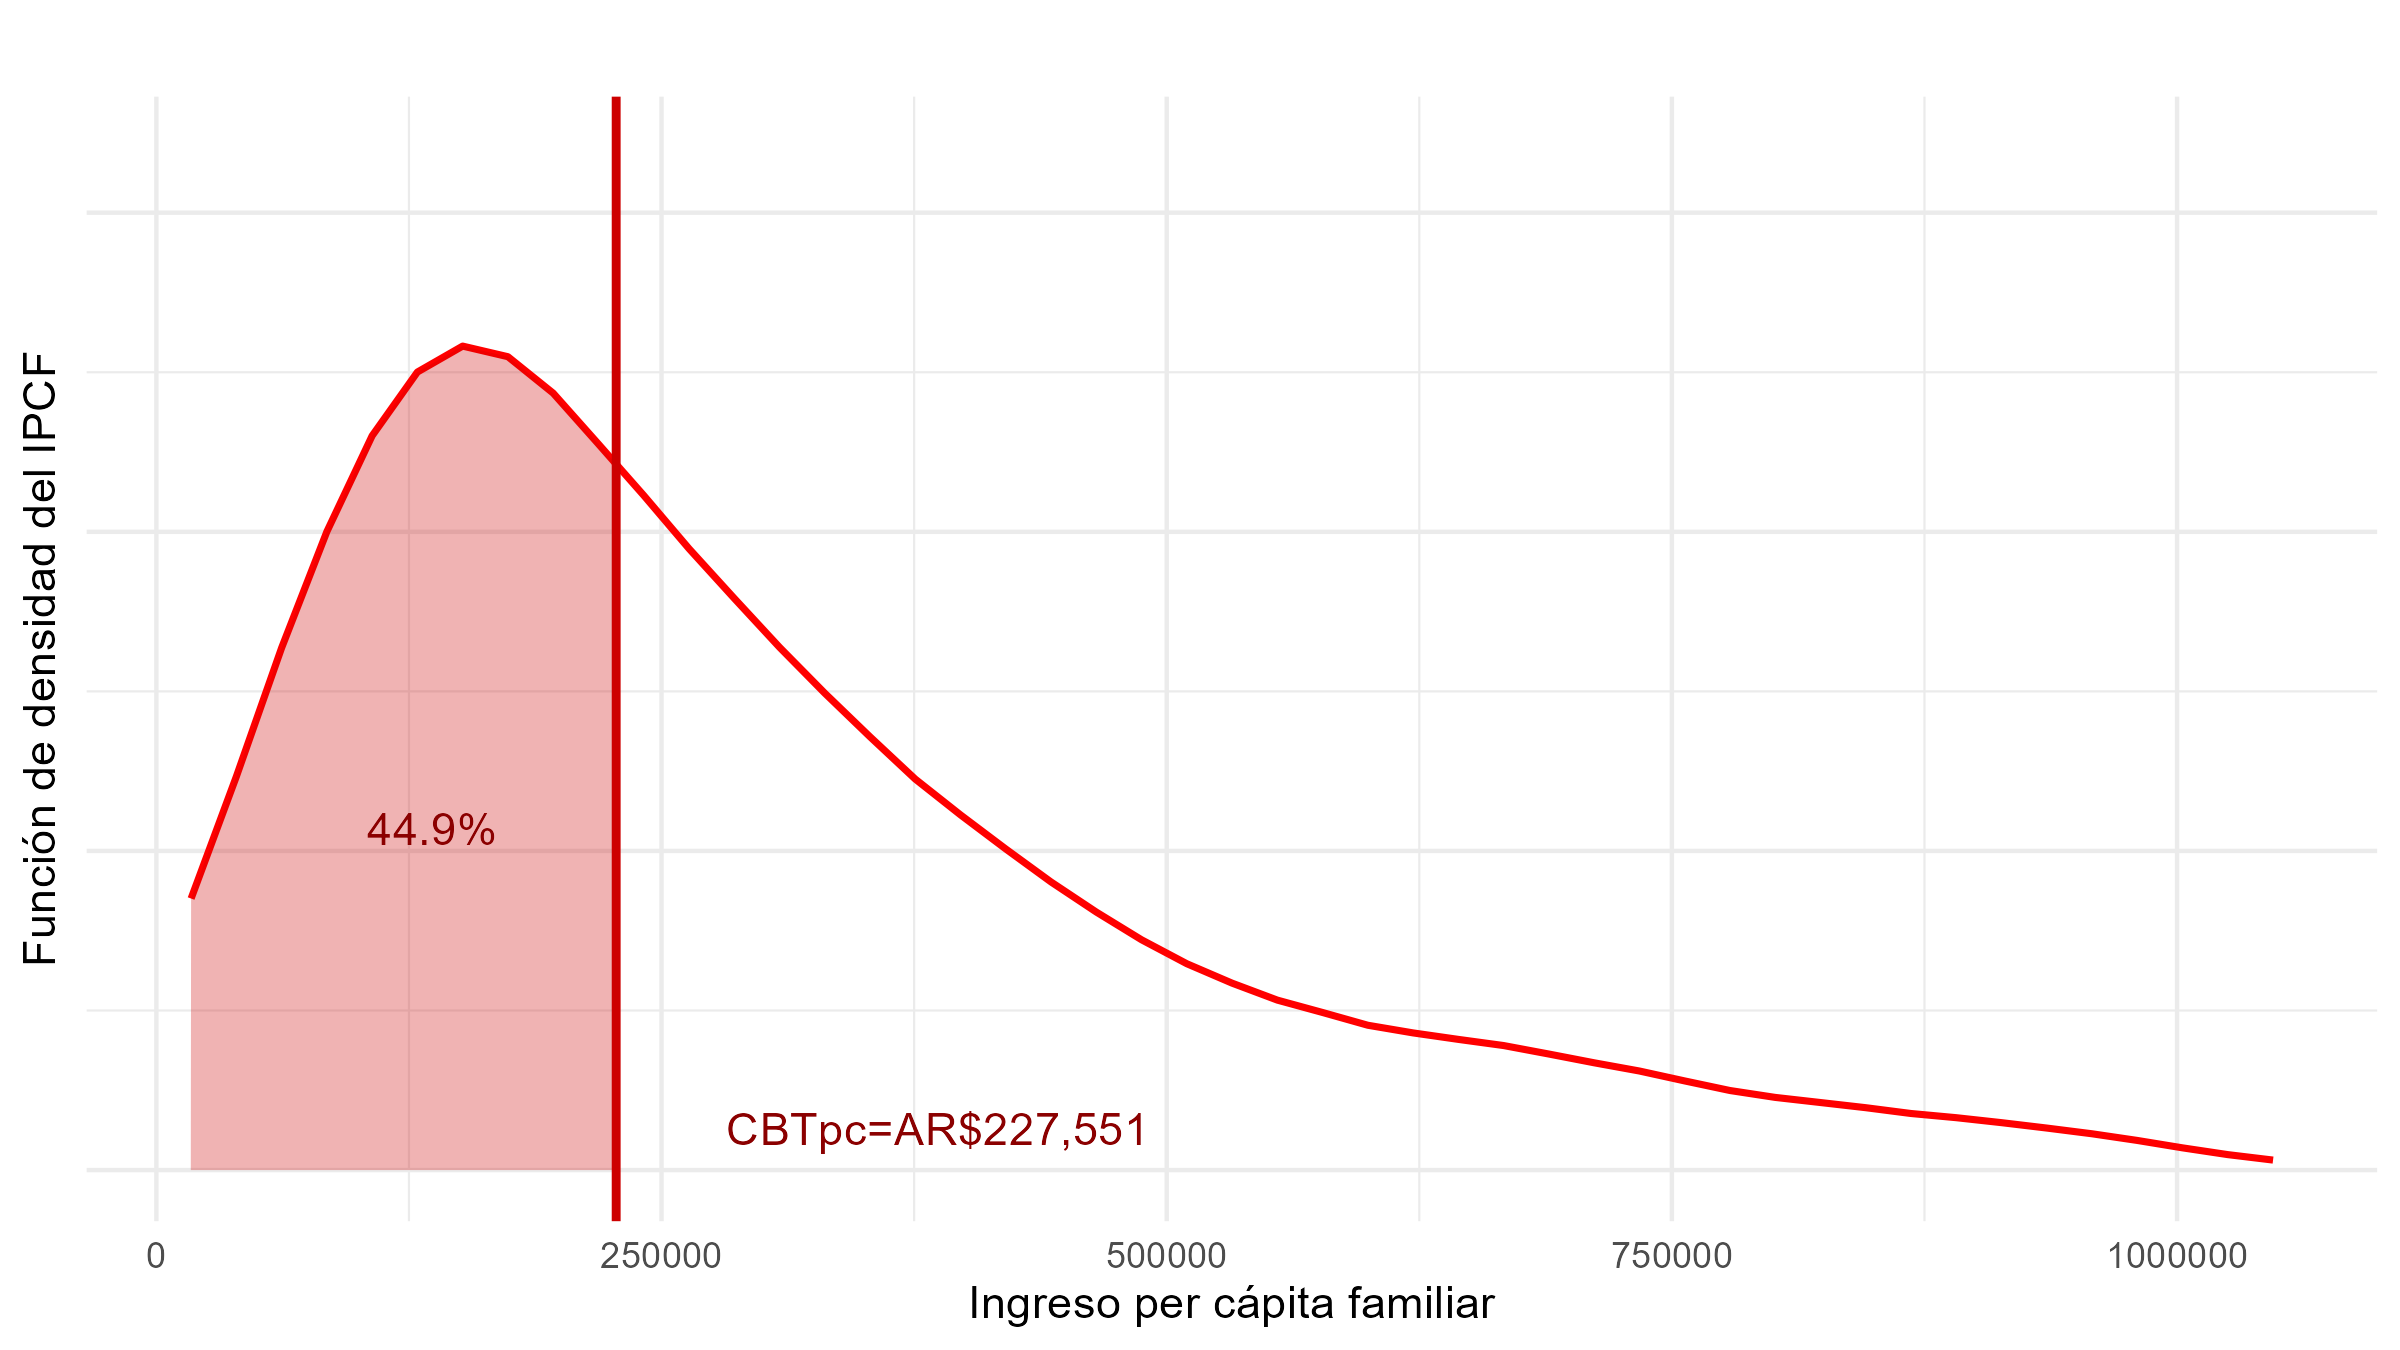 Función de densidad del IPCF
44.9%
CBTpc=AR$227,551
0
250000
500000
750000
1000000
Ingreso per cápita familiar